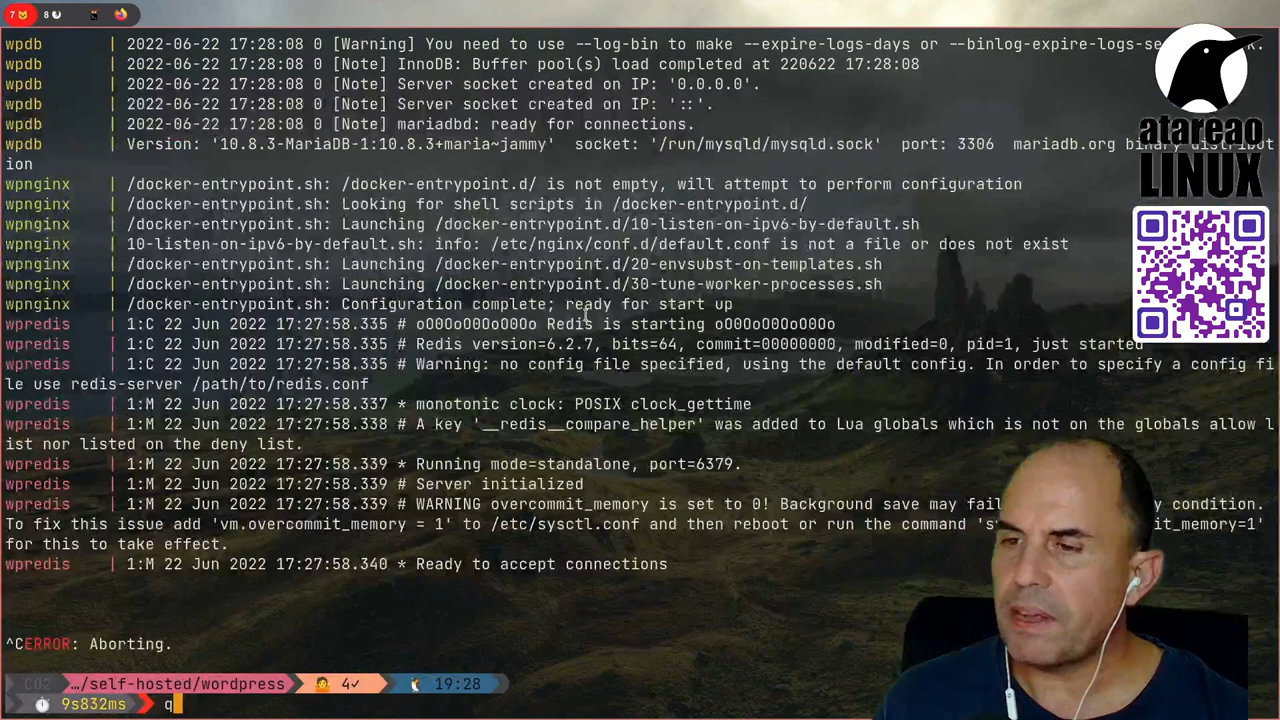 7 8
wpdb | 2022-06-22 17:28:08 0 [Warning] You need to use --log-bin to make --expire-logs-days or --binlog-expire-logs-se
wpdb | 2022-06-22 17:28:08 0 [Note] InnoDB: Buffer pool(s) load completed at 220622 17:28:08
wpdb | 2022-06-22 17:28:08 0 [Note] Server socket created on IP: '0.0.0.0'.
wpdb | 2022-06-22 17:28:08 0 [Note] Server socket created on IP: '::'.
wpdb | 2022-06-22 17:28:08 0 [Note] mariadbd: ready for connections.
wpdb | Version: '10.8.3-MariaDB-1:10.8.3+maria~jammy' socket: '/run/mysqld/mysqld.sock' port: 3306 mariadb.org binary distribut
ion
wpnginx | /docker-entrypoint.sh: /docker-entrypoint.d/ is not empty, will attempt to perform configuration
wpnginx | /docker-entrypoint.sh: Looking for shell scripts in /docker-entrypoint.d/
wpnginx | /docker-entrypoint.sh: Launching /docker-entrypoint.d/10-listen-on-ipv6-by-default.sh
wpnginx | 10-listen-on-ipv6-by-default.sh: info: /etc/nginx/conf.d/default.conf is not a file or does not exist
wpnginx | /docker-entrypoint.sh: Launching /docker-entrypoint.d/20-envsubst-on-templates.sh
wpnginx | /docker-entrypoint.sh: Launching /docker-entrypoint.d/30-tune-worker-processes.sh
wpnginx | /docker-entrypoint.sh: Configuration complete; ready for start up
wpredis | 1:C 22 Jun 2022 17:27:58.335 # oO0OoO0OoO0Oo Redis is starting oO0OoO0OoO0Oo
wpredis | 1:C 22 Jun 2022 17:27:58.335 # Redis version=6.2.7, bits=64, commit=00000000, modified=0, pid=1, just started
wpredis | 1:C 22 Jun 2022 17:27:58.335 # Warning: no config file specified, using the default config. In order to specify a config fi
le use redis-server /path/to/redis.conf
wpredis | 1:M 22 Jun 2022 17:27:58.337 * monotonic clock: POSIX clock_gettime
wpredis | 1:M 22 Jun 2022 17:27:58.338 # A key '__redis__compare_helper' was added to Lua globals which is not on the globals allow l
ist nor listed on the deny list.
wpredis | 1:M 22 Jun 2022 17:27:58.339 * Running mode=standalone, port=6379.
wpredis | 1:M 22 Jun 2022 17:27:58.339 # Server initialized
wpredis | 1:M 22 Jun 2022 17:27:58.339 # WARNING overcommit_memory is set to 0! Background save may fail y condition.
To fix this issue add 'vm.overcommit_memory = 1' to /etc/sysctl.conf and then reboot or run the command 'sy mit_memory=1'
for this to take effect.
wpredis | 1:M 22 Jun 2022 17:27:58.340 * Ready to accept connections
^CERROR: Aborting.
CO2 …/self-hosted/wordpress 4✓ 19:28
9s832ms q
atareao
LINUX